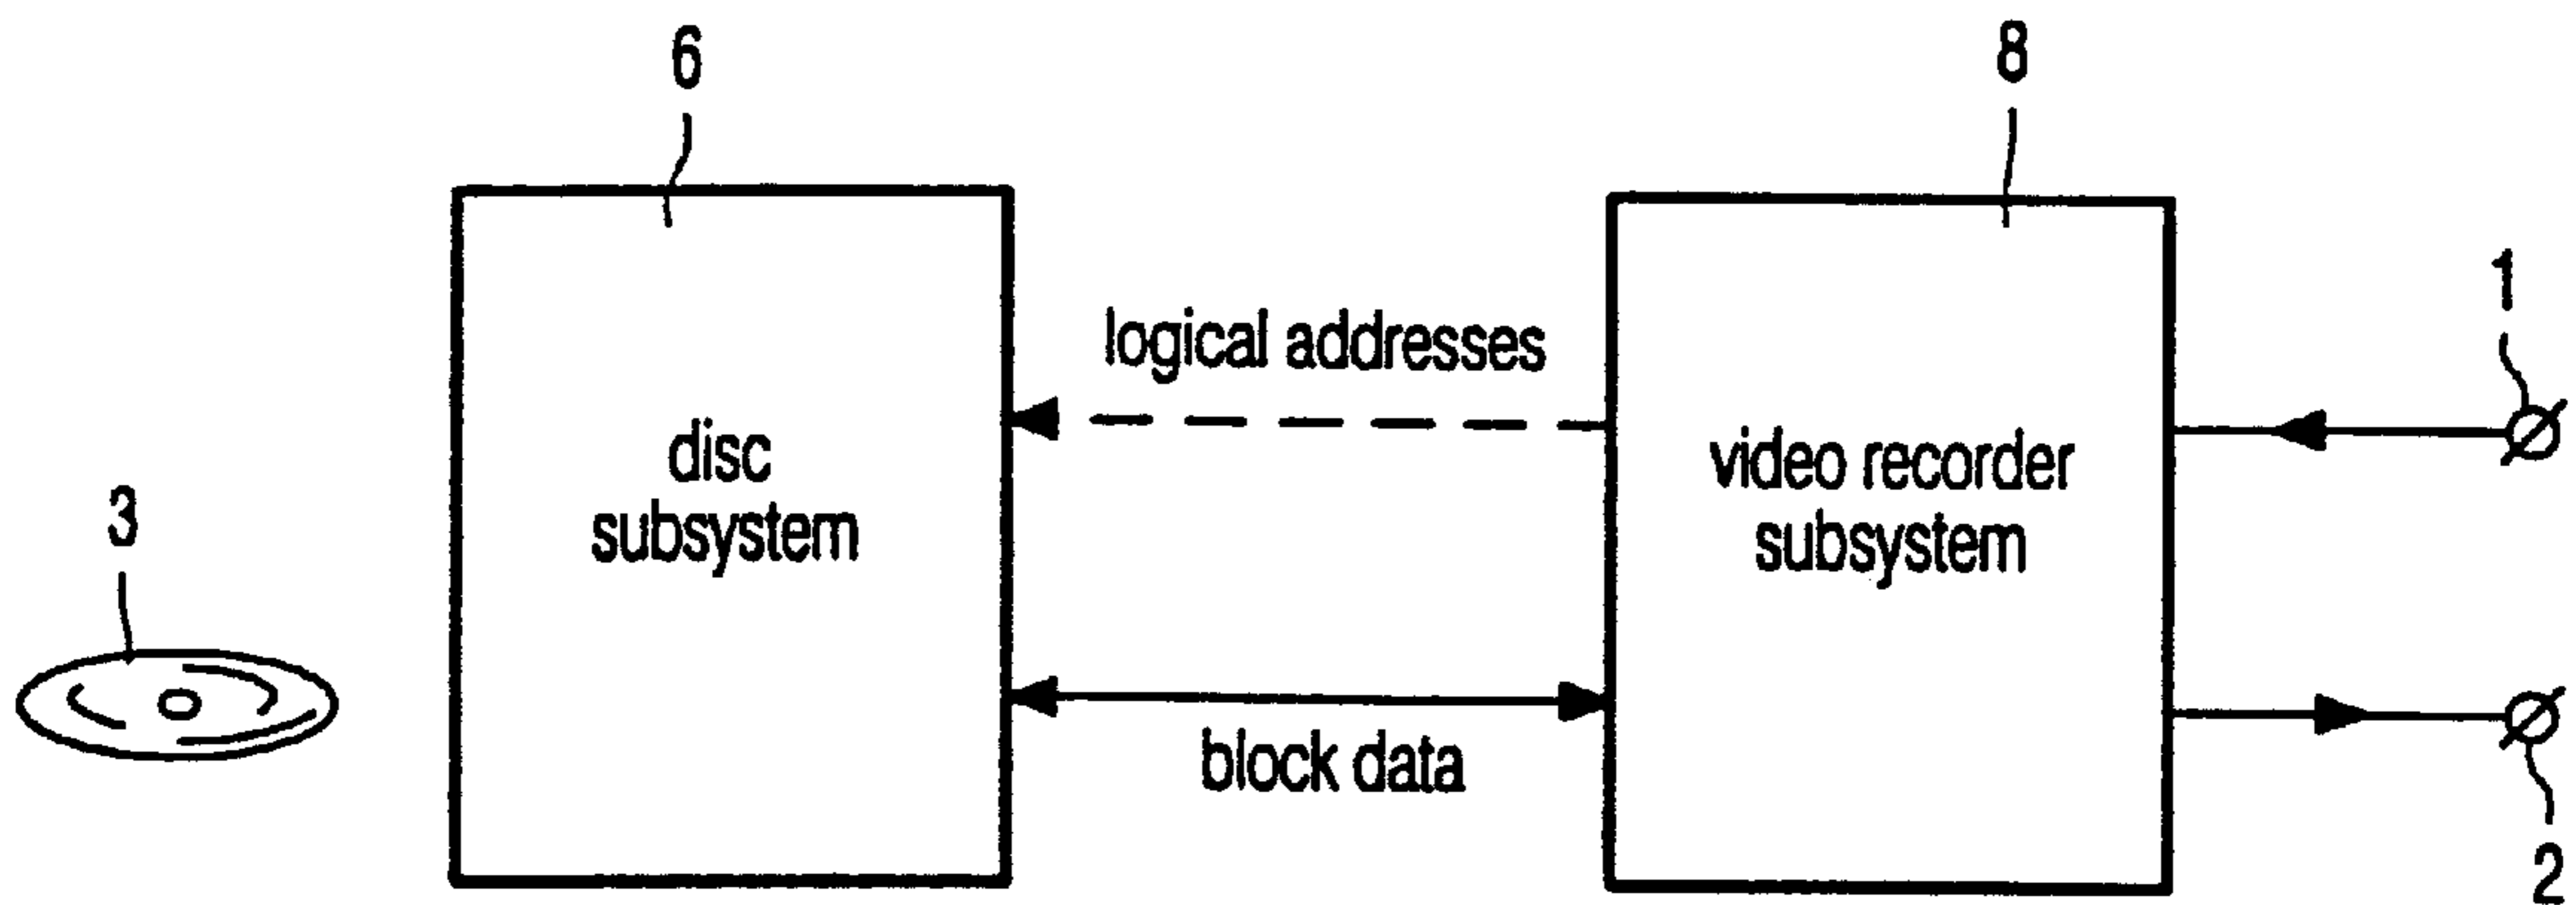 6
8
1
logical addresses
disc
subsystem
video recorder
subsystem
3
block data
2